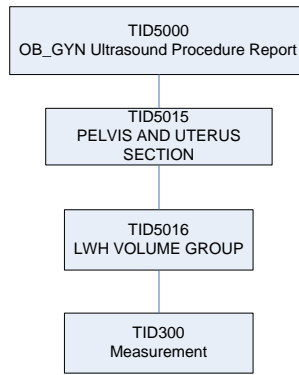 TID5000
OB_GYN Ultrasound Procedure Report
TID5015
PELVIS AND UTERUS
SECTION
TID5016
LWH VOLUME GROUP
TID300
Measurement